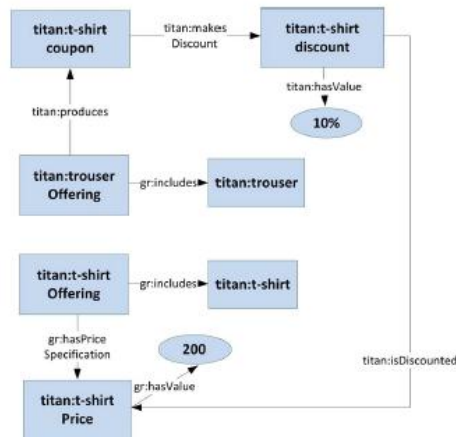 titan:t-shirt
coupon
titan:makes
Discount
titan:t-shirt
discount
titan:hasValue
10%
titan:produces
titan:trouser
Offering
gr:includes
titan:trouser
titan:t-shirt
Offering
gr:includes
titan:t-shirt
gr:hasPrice
Specification
200
titan:isDiscounted
gr:hasValue
titan:t-shirt
Price